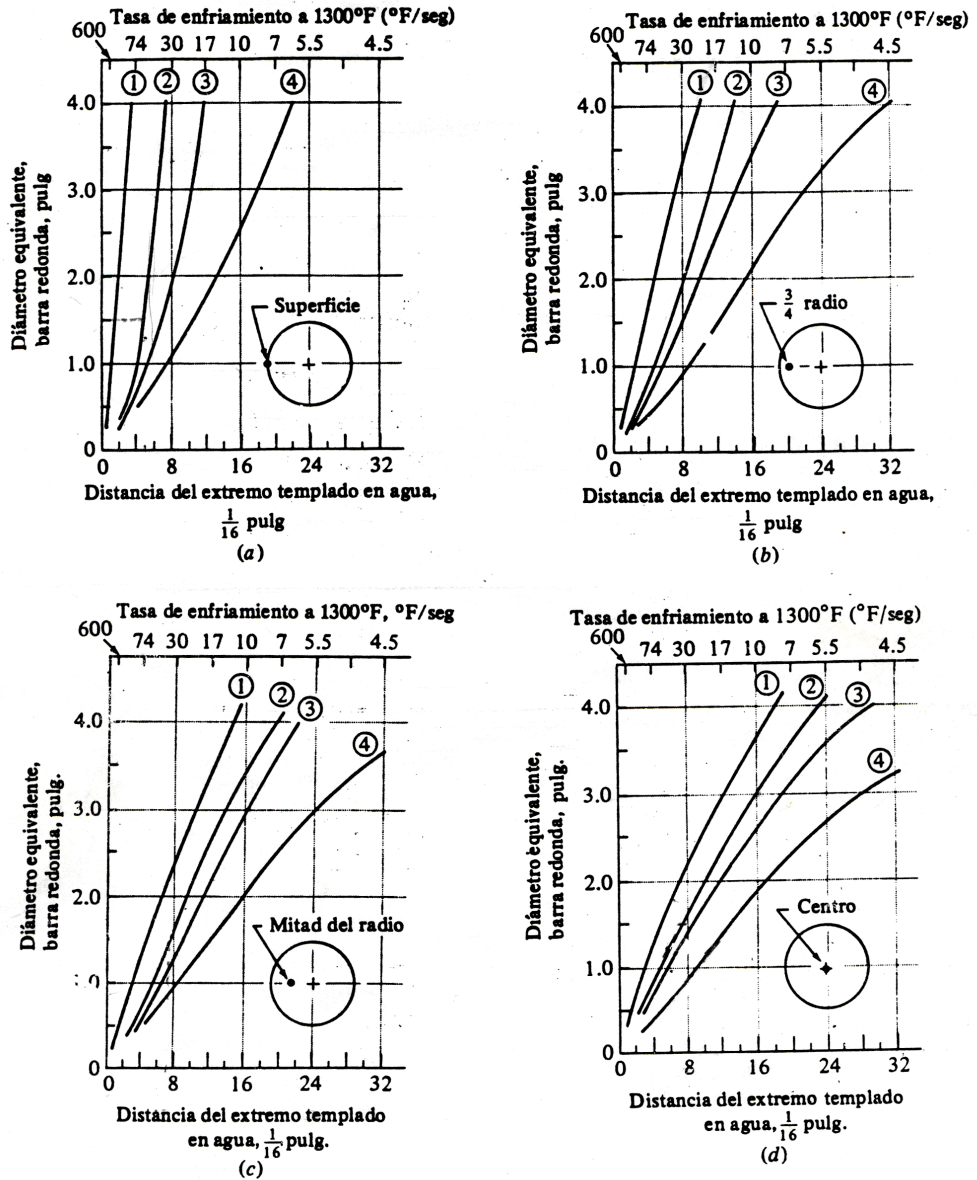 Tasa de enfriamiento a 1300°F (°F/seg)
600 74 30 17 10 7 5.5 4.5
① ② ③ ④
4.0
3.0
2.0
1.0
0
Diámetro equivalente,
barra redonda, pulg
Superficie
0 8 16 24 32
Distancia del extremo templado en agua,
1/16 pulg
(a)
Tasa de enfriamiento a 1300°F (°F/seg)
600 74 30 17 10 7 5.5 4.5
① ② ③ ④
4.0
3.0
2.0
1.0
0
Diámetro equivalente,
barra redonda, pulg
3/4 radio
0 8 16 24 32
Distancia del extremo templado en agua,
1/16 pulg
(b)
Tasa de enfriamiento a 1300°F, °F/seg
600 74 30 17 10 7 5.5 4.5
① ② ③ ④
4.0
3.0
2.0
1.0
0
Diámetro equivalente,
barra redonda, pulg.
Mitad del radio
0 8 16 24 32
Distancia del extremo templado
en agua, 1/16 pulg.
(c)
Tasa de enfriamiento a 1300°F (°F/seg)
600 74 30 17 10 7 5.5 4.5
① ② ③ ④
4.0
3.0
2.0
1.0
0
Diámetro equivalente,
barra redonda, pulg.
Centro
0 8 16 24 32
Distancia del extremo templado
en agua, 1/16 pulg.
(d)